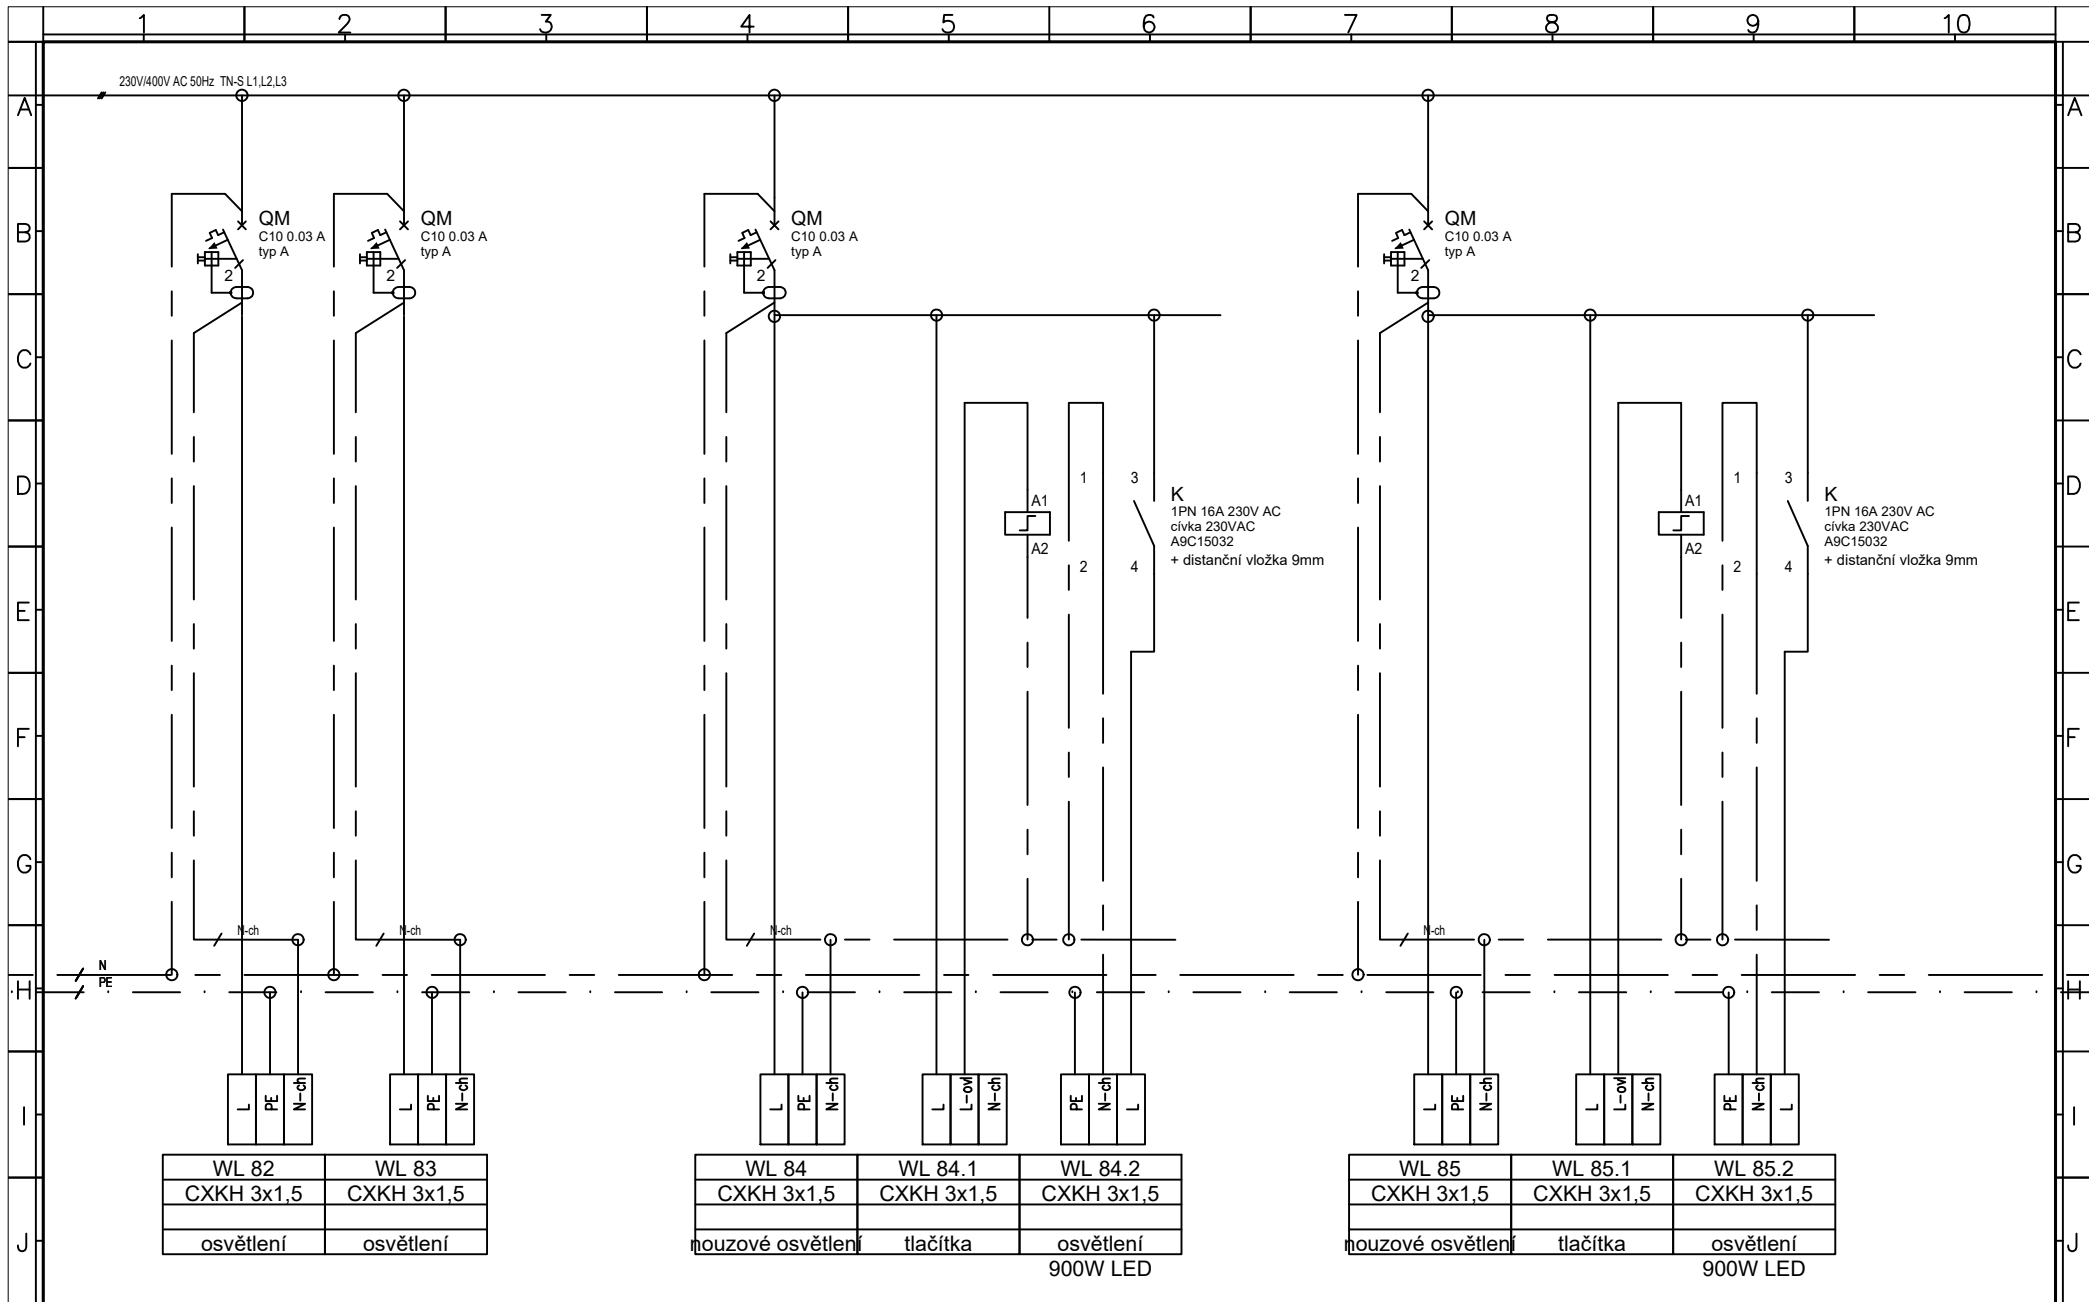 1 2 3 4 5 6 7 8 9 10
230V/400V AC 50Hz TN-S L1,L2,L3
A A
B B
QM
C10 0.03 A
typ A
2
QM
C10 0.03 A
typ A
2
QM
C10 0.03 A
typ A
2
QM
C10 0.03 A
typ A
2
C C
D D
A1
A2
1
2
3
4
K
1PN 16A 230V AC
cívka 230VAC
A9C15032
+ distanční vložka 9mm
A1
A2
1
2
3
4
K
1PN 16A 230V AC
cívka 230VAC
A9C15032
+ distanční vložka 9mm
E E
F F
G G
N-ch N-ch N-ch N-ch
N
PE
H H
L PE N-ch
L PE N-ch
L PE N-ch
L L-ovl N-ch
PE N-ch L
L PE N-ch
L L-ovl N-ch
PE N-ch L
I I
WL 82 WL 83 WL 84 WL 84.1 WL 84.2 WL 85 WL 85.1 WL 85.2
CXKH 3x1,5 CXKH 3x1,5 CXKH 3x1,5 CXKH 3x1,5 CXKH 3x1,5 CXKH 3x1,5 CXKH 3x1,5 CXKH 3x1,5
J J
osvětlení osvětlení nouzové osvětlení tlačítka osvětlení nouzové osvětlení tlačítka osvětlení
900W LED 900W LED